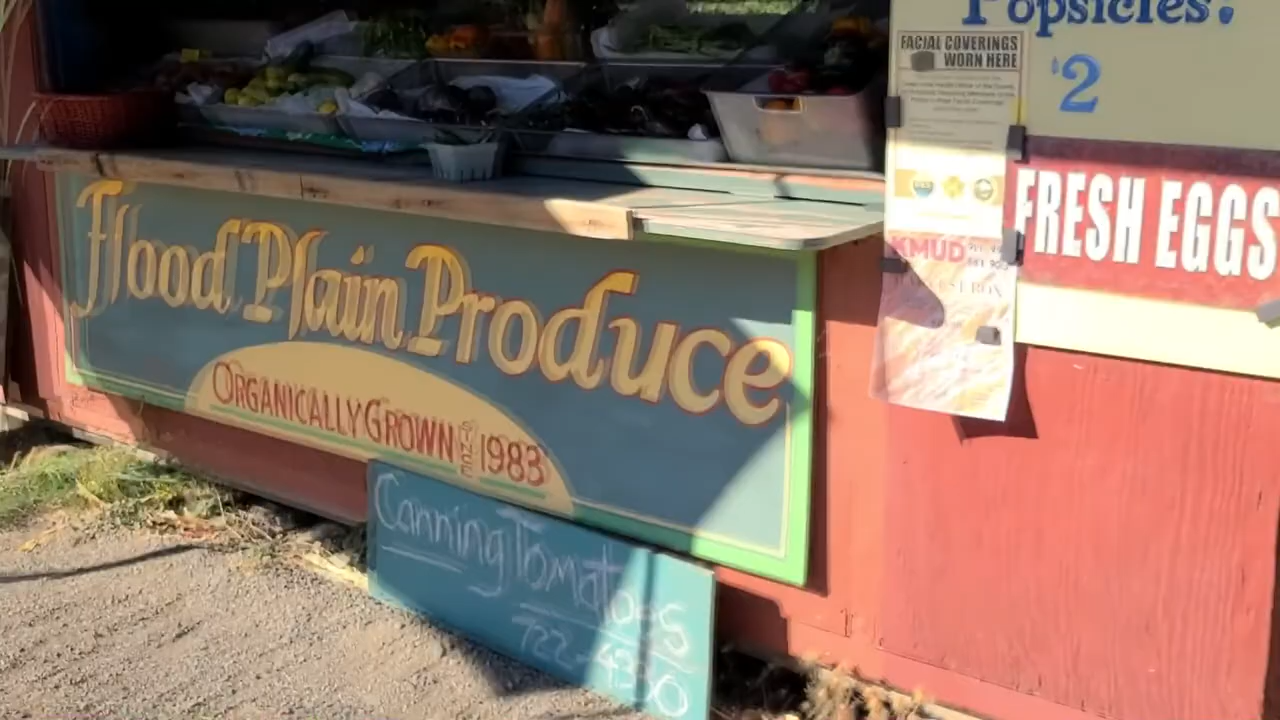 Popsicles!
$2
FACIAL COVERINGS
WORN HERE
FRESH EGGS
KMUD
Flood Plain Produce
ORGANICALLY GROWN SINCE 1983
Canning Tomatoes
722-4330